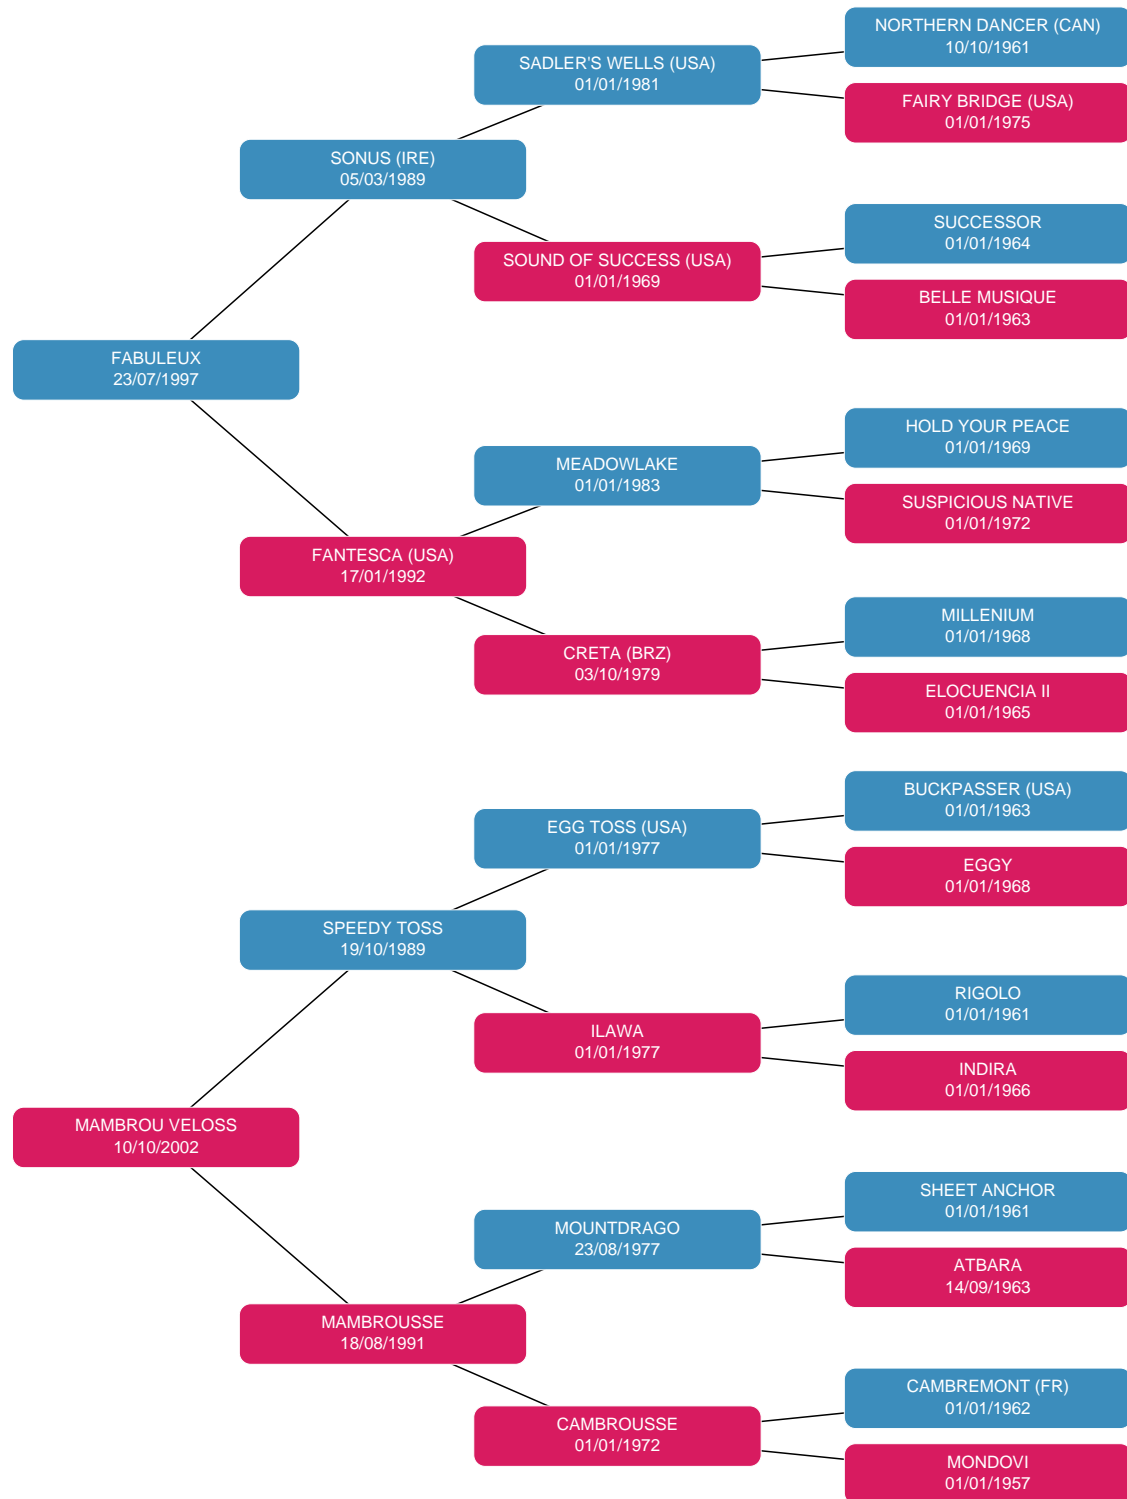 NORTHERN DANCER (CAN)
10/10/1961
SADLER'S WELLS (USA)
01/01/1981
FAIRY BRIDGE (USA)
01/01/1975
SONUS (IRE)
05/03/1989
SUCCESSOR
01/01/1964
SOUND OF SUCCESS (USA)
01/01/1969
BELLE MUSIQUE
01/01/1963
FABULEUX
23/07/1997
HOLD YOUR PEACE
01/01/1969
MEADOWLAKE
01/01/1983
SUSPICIOUS NATIVE
01/01/1972
FANTESCA (USA)
17/01/1992
MILLENIUM
01/01/1968
CRETA (BRZ)
03/10/1979
ELOCUENCIA II
01/01/1965
BUCKPASSER (USA)
01/01/1963
EGG TOSS (USA)
01/01/1977
EGGY
01/01/1968
SPEEDY TOSS
19/10/1989
RIGOLO
01/01/1961
ILAWA
01/01/1977
INDIRA
01/01/1966
MAMBROU VELOSS
10/10/2002
SHEET ANCHOR
01/01/1961
MOUNTDRAGO
23/08/1977
ATBARA
14/09/1963
MAMBROUSSE
18/08/1991
CAMBREMONT (FR)
01/01/1962
CAMBROUSSE
01/01/1972
MONDOVI
01/01/1957